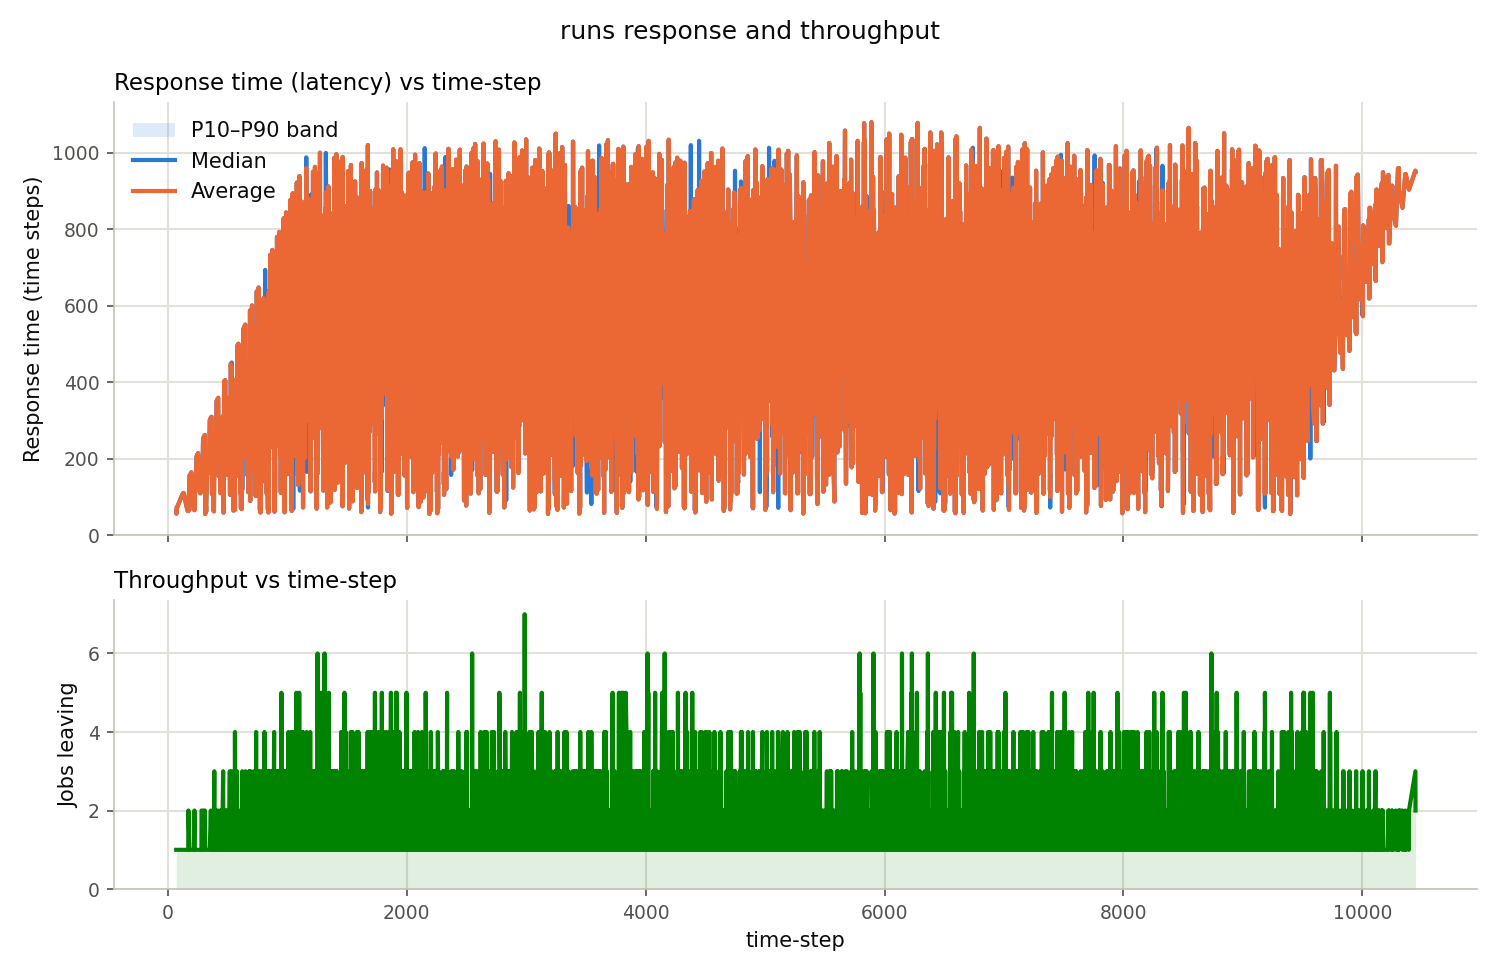 runs response and throughput
Response time (latency) vs time-step
P10–P90 band
Median
Average
Response time (time steps)
1000
800
600
400
200
0
Throughput vs time-step
Jobs leaving
6
4
2
0
0 2000 4000 6000 8000 10000
time-step